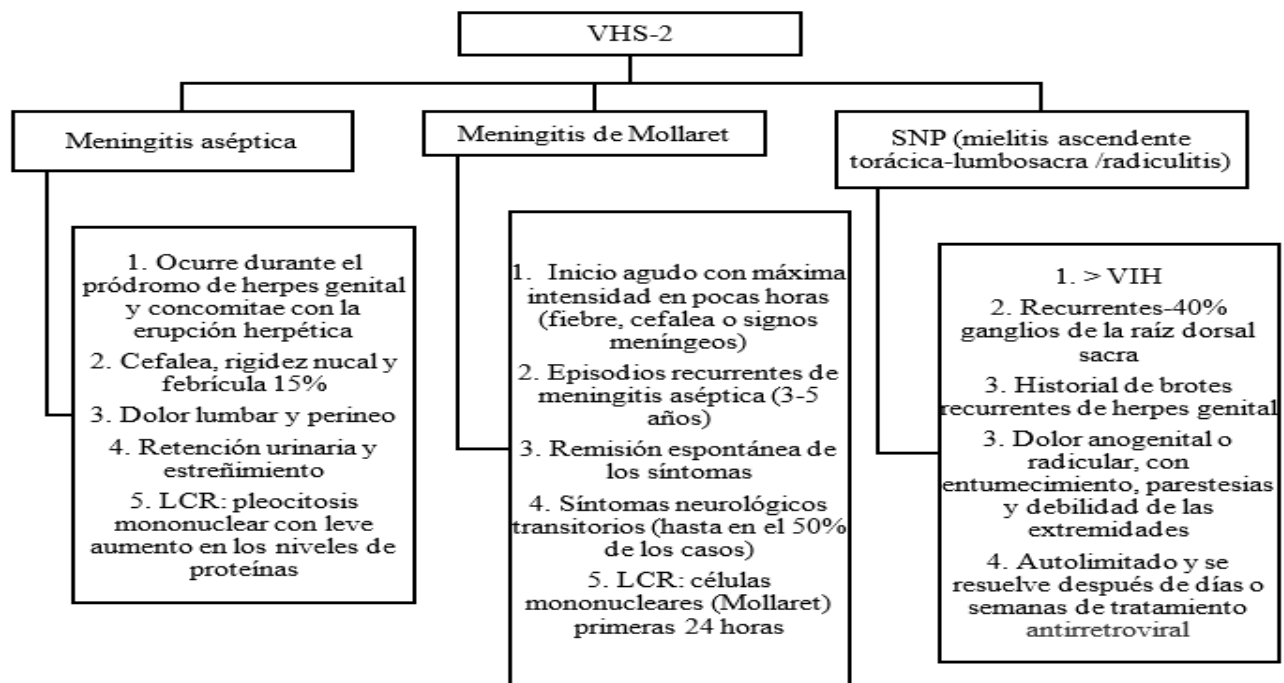 VHS-2
Meningitis aséptica
1. Ocurre durante el
pródromo de herpes genital
y concomitae con la
erupción herpética
2. Cefalea, rigidez nucal y
febrícula 15%
3. Dolor lumbar y perineo
4. Retención urinaria y
estreñimiento
5. LCR: pleocitosis
mononuclear con leve
aumento en los niveles de
proteínas
Meningitis de Mollaret
1. Inicio agudo con máxima
intensidad en pocas horas
(fiebre, cefalea o signos
meníngeos)
2. Episodios recurrentes de
meningitis aséptica (3-5
años)
3. Remisión espontánea de
los síntomas
4. Síntomas neurológicos
transitorios (hasta en el 50%
de los casos)
5. LCR: células
mononucleares (Mollaret)
primeras 24 horas
SNP (mielitis ascendente
torácica-lumbosacra /radiculitis)
1. > VIH
2. Recurrentes-40%
ganglios de la raíz dorsal
sacra
3. Historial de brotes
recurrentes de herpes genital
3. Dolor anogenital o
radicular, con
entumecimiento, parestesias
y debilidad de las
extremidades
4. Autolimitado y se
resuelve después de días o
semanas de tratamiento
antirretroviral